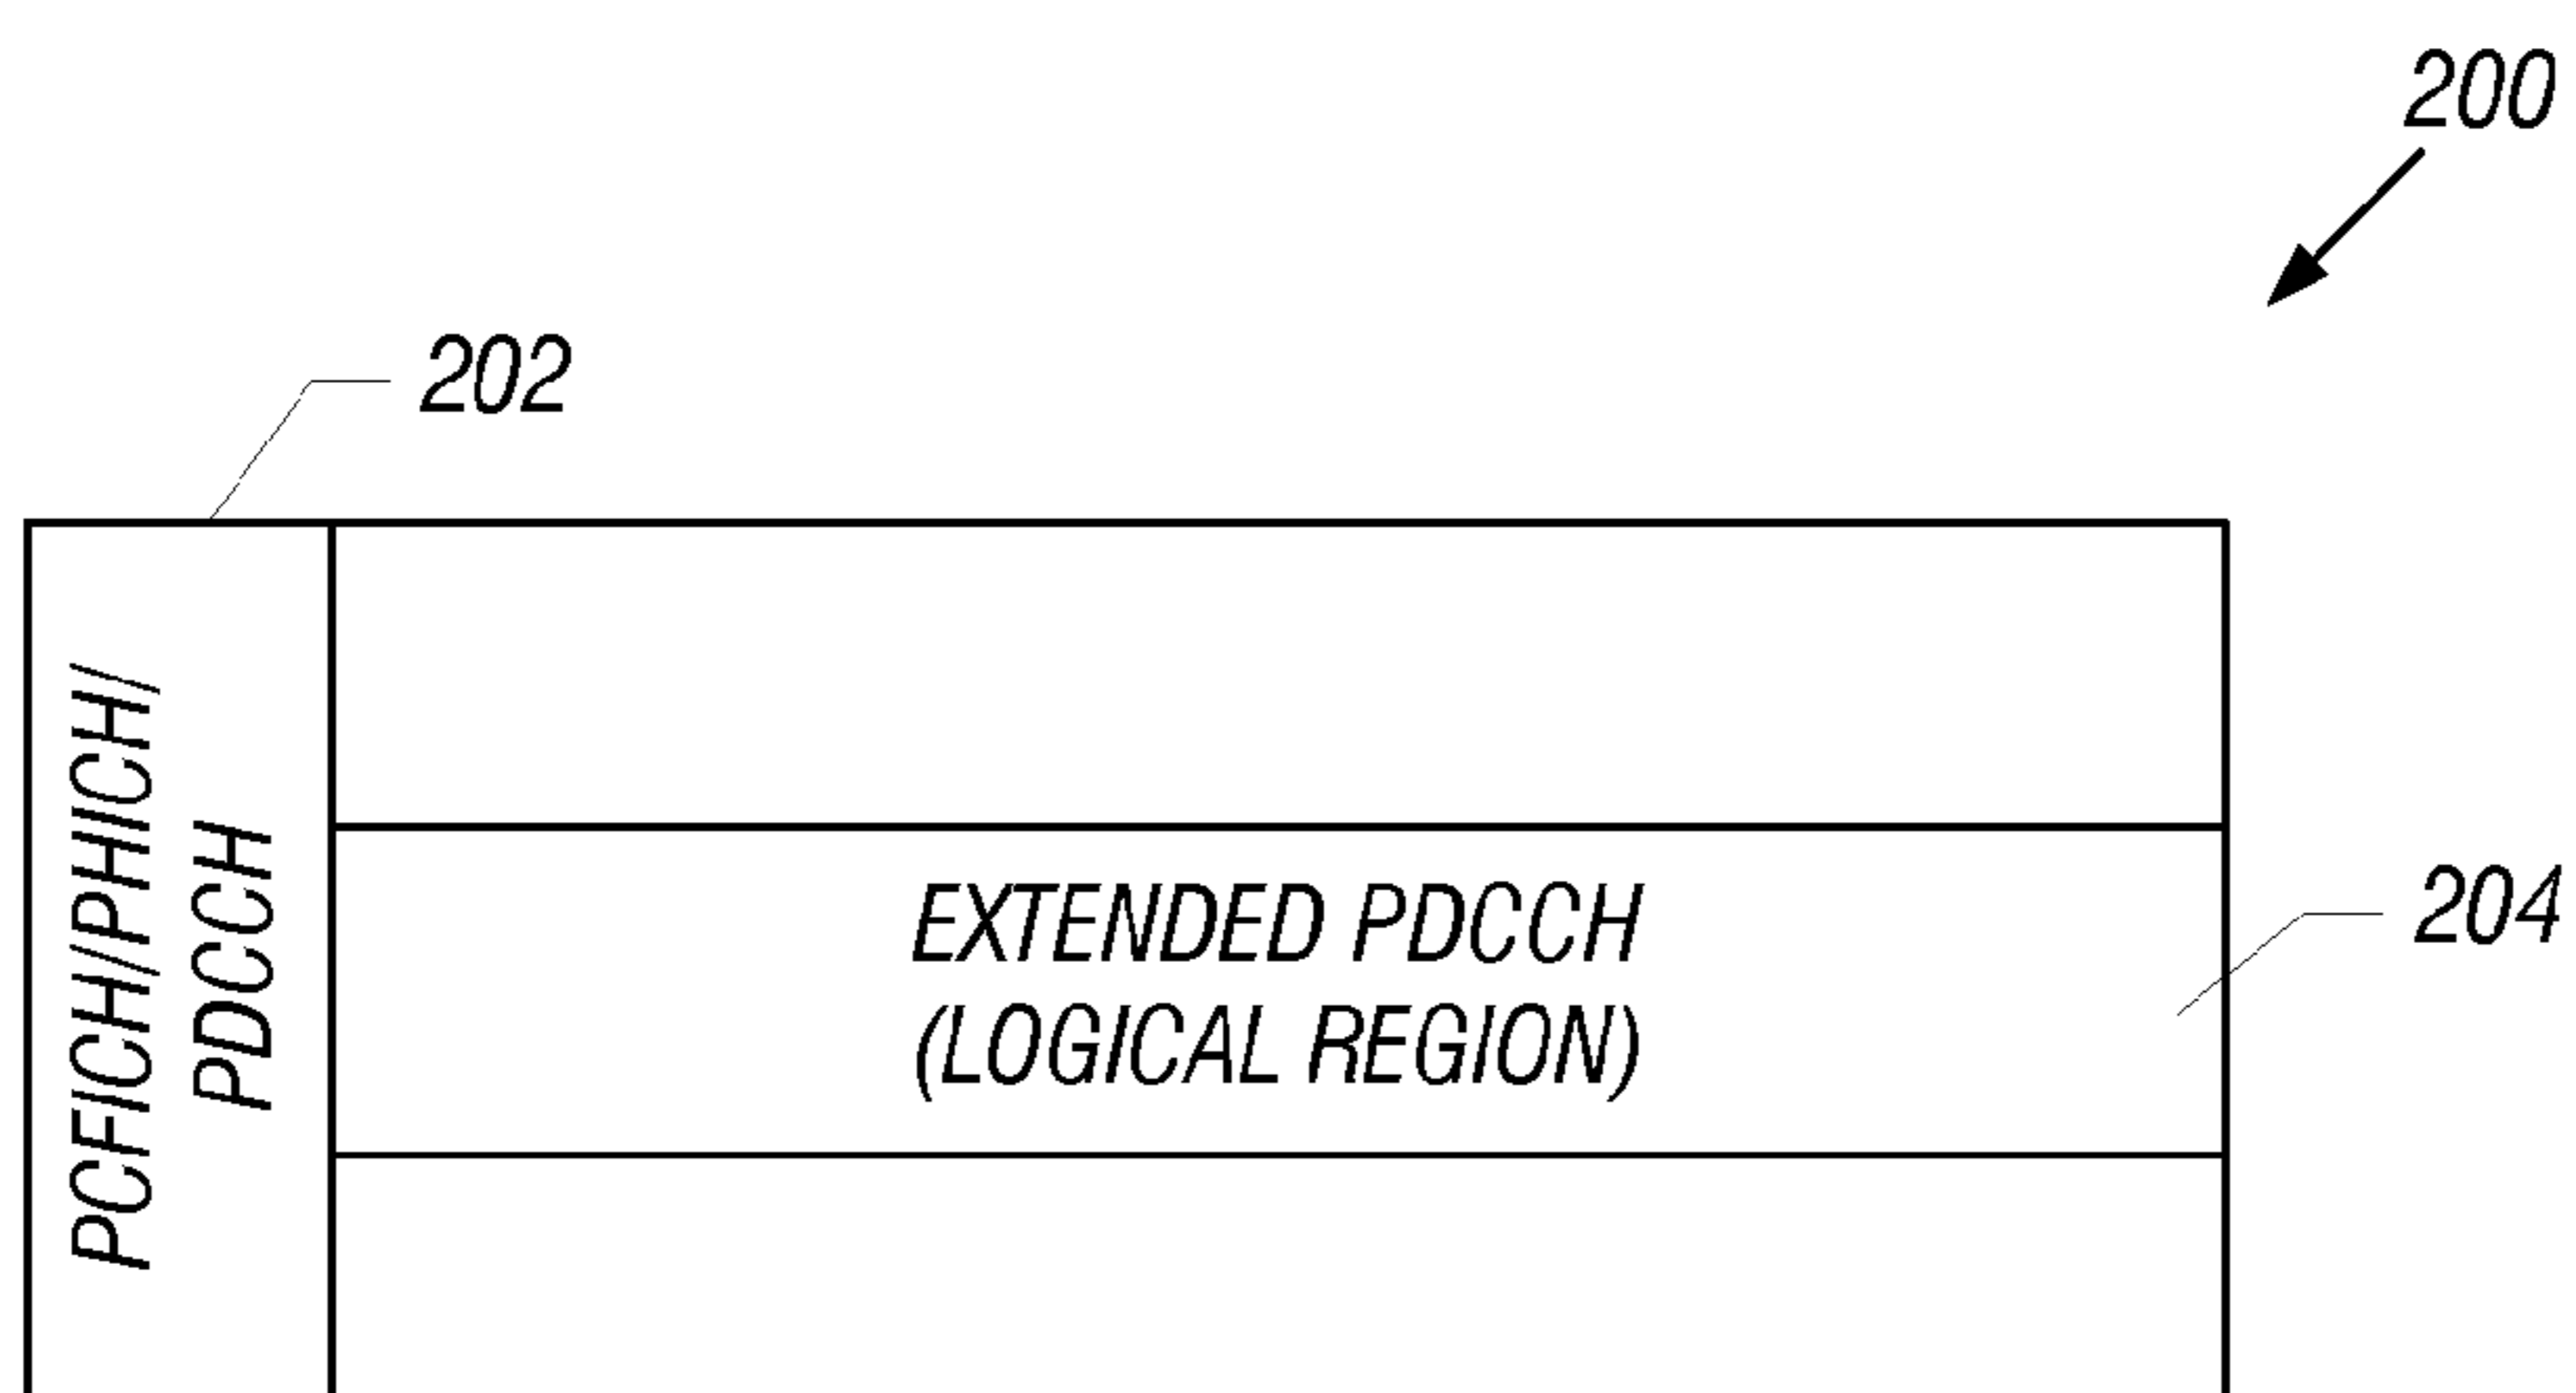 200
202
PCFICH/PHICH/
PDCCH
EXTENDED PDCCH
(LOGICAL REGION)
204